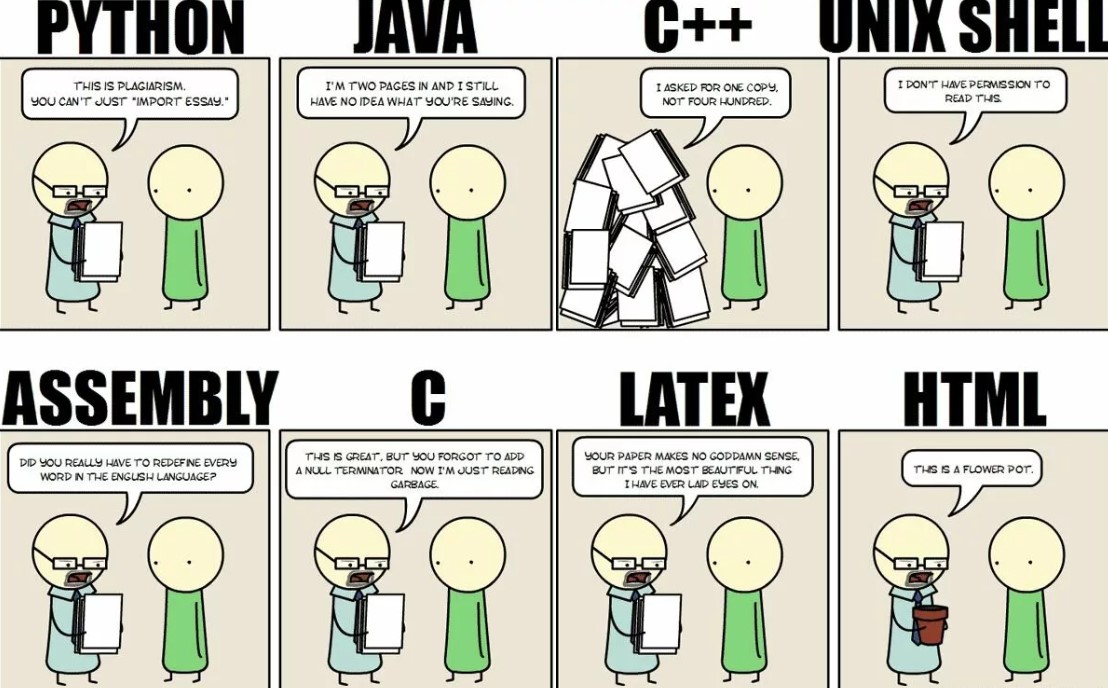 PYTHON
THIS IS PLAGIARISM.
YOU CAN'T JUST "IMPORT ESSAY."
JAVA
I'M TWO PAGES IN AND I STILL
HAVE NO IDEA WHAT YOU'RE SAYING.
C++
I ASKED FOR ONE COPY,
NOT FOUR HUNDRED.
UNIX SHELL
I DON'T HAVE PERMISSION TO
READ THIS.
ASSEMBLY
DID YOU REALLY HAVE TO REDEFINE EVERY
WORD IN THE ENGLISH LANGUAGE?
C
THIS IS GREAT, BUT YOU FORGOT TO ADD
A NULL TERMINATOR. NOW I'M JUST READING
GARBAGE.
LATEX
YOUR PAPER MAKES NO GODDAMN SENSE,
BUT IT'S THE MOST BEAUTIFUL THING
I HAVE EVER LAID EYES ON.
HTML
THIS IS A FLOWER POT.